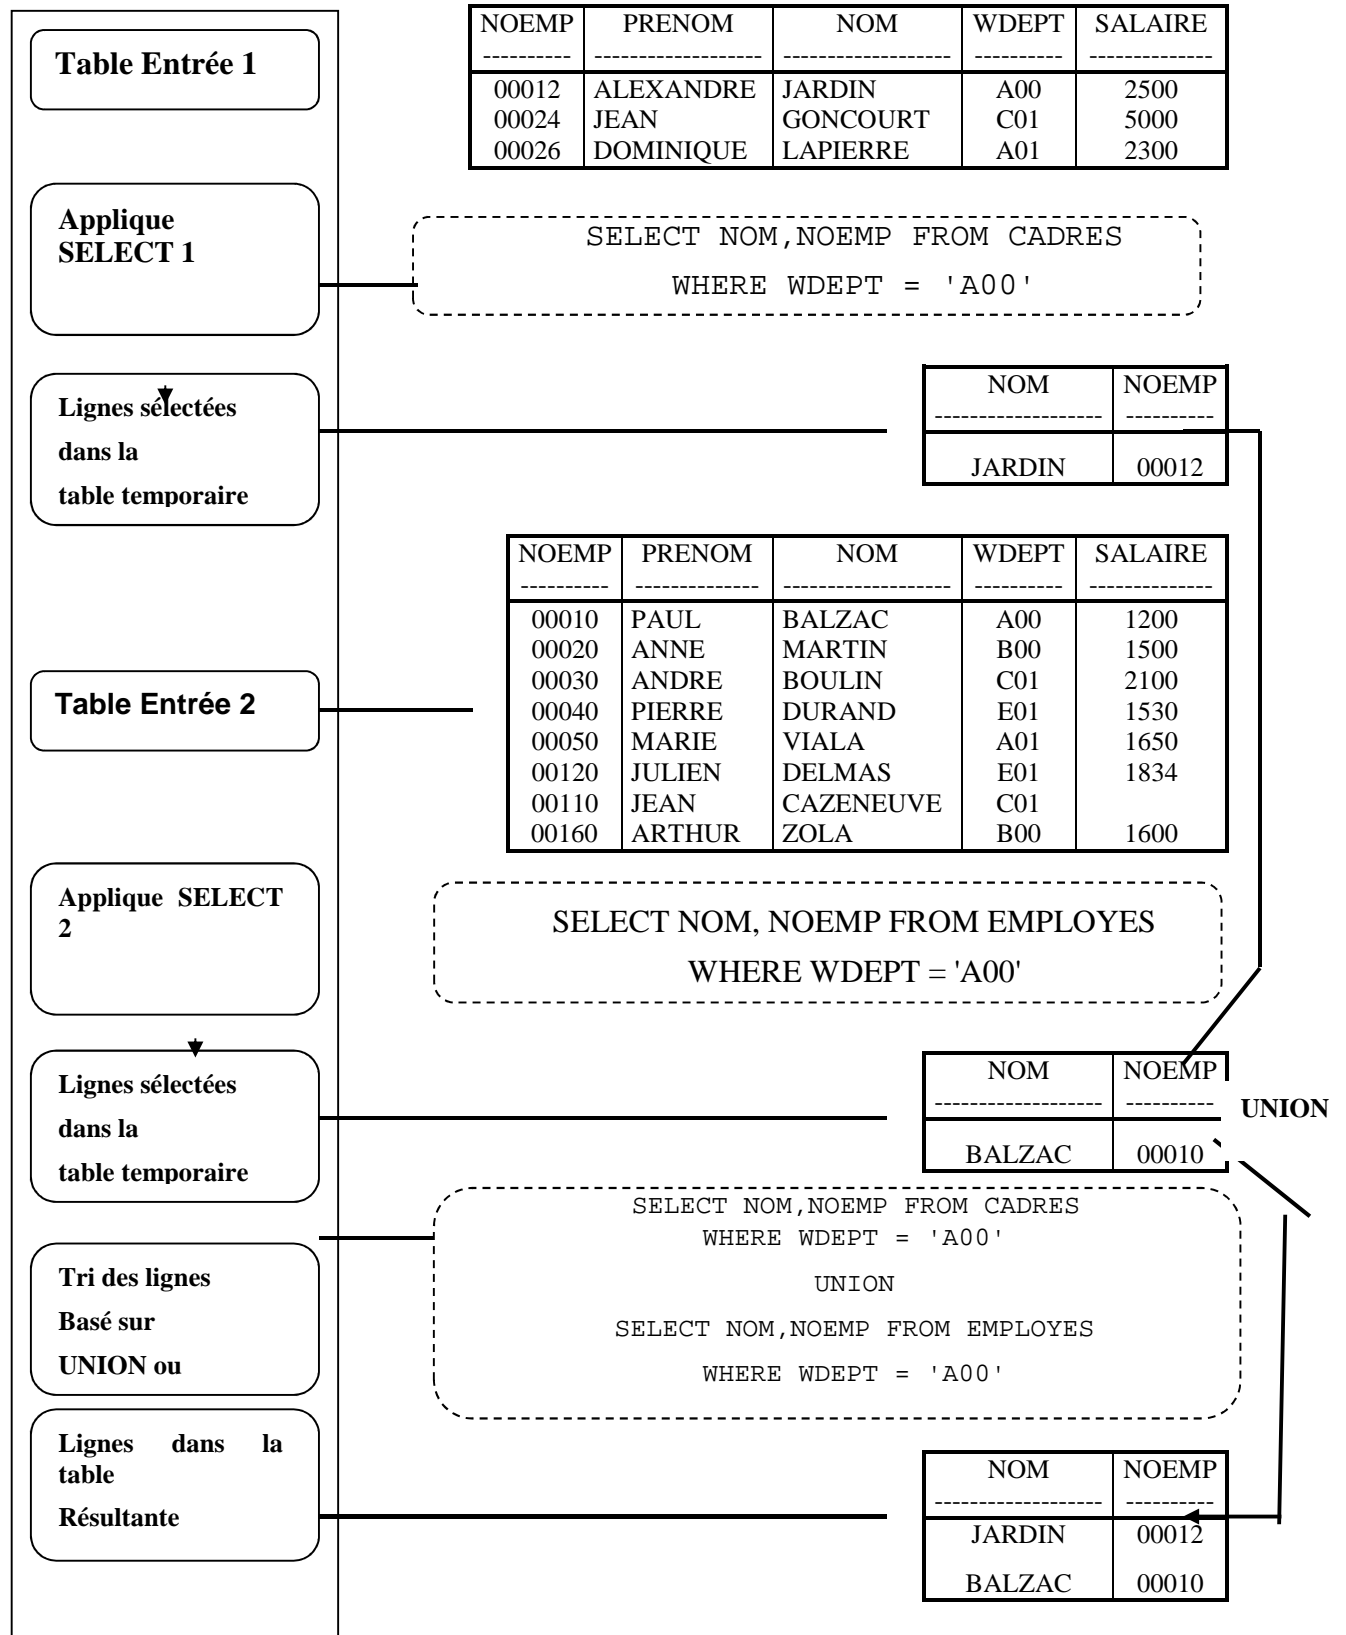 Table Entrée 1
NOEMP PRENOM NOM WDEPT SALAIRE
---------- ------------------- ------------------- ---------- --------------
00012 ALEXANDRE JARDIN A00 2500
00024 JEAN GONCOURT C01 5000
00026 DOMINIQUE LAPIERRE A01 2300
Applique
SELECT 1
SELECT NOM,NOEMP FROM CADRES
WHERE WDEPT = 'A00'
Lignes sélectées
dans la
table temporaire
NOM NOEMP
------------------- ----------
JARDIN 00012
NOEMP PRENOM NOM WDEPT SALAIRE
---------- -------------- ------------------- ---------- --------------
00010 PAUL BALZAC A00 1200
00020 ANNE MARTIN B00 1500
00030 ANDRE BOULIN C01 2100
00040 PIERRE DURAND E01 1530
00050 MARIE VIALA A01 1650
00120 JULIEN DELMAS E01 1834
00110 JEAN CAZENEUVE C01
00160 ARTHUR ZOLA B00 1600
Table Entrée 2
Applique SELECT
2
SELECT NOM, NOEMP FROM EMPLOYES
WHERE WDEPT = 'A00'
Lignes sélectées
dans la
table temporaire
NOM NOEMP
------------------- ----------
BALZAC 00010
UNION
SELECT NOM,NOEMP FROM CADRES
WHERE WDEPT = 'A00'
UNION
SELECT NOM,NOEMP FROM EMPLOYES
WHERE WDEPT = 'A00'
Tri des lignes
Basé sur
UNION ou
Lignes dans la
table
Résultante
NOM NOEMP
------------------- ----------
JARDIN 00012
BALZAC 00010